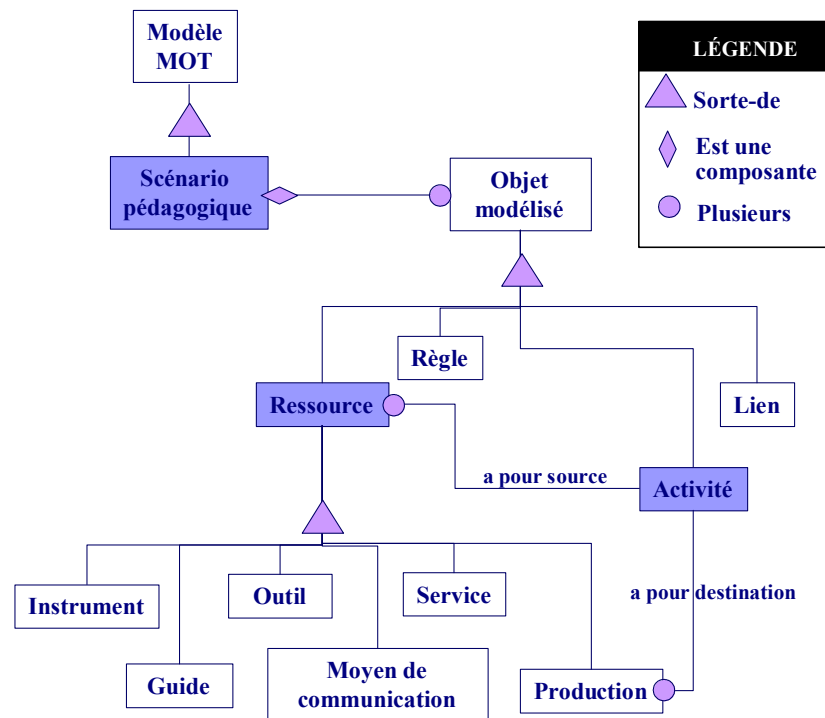 Modèle
MOT
LÉGENDE
Sorte-de
Est une
composante
Plusieurs
Scénario
pédagogique
Objet
modélisé
Règle
Ressource
Lien
a pour source
Activité
Instrument
Outil
Service
a pour destination
Guide
Moyen de
communication
Production